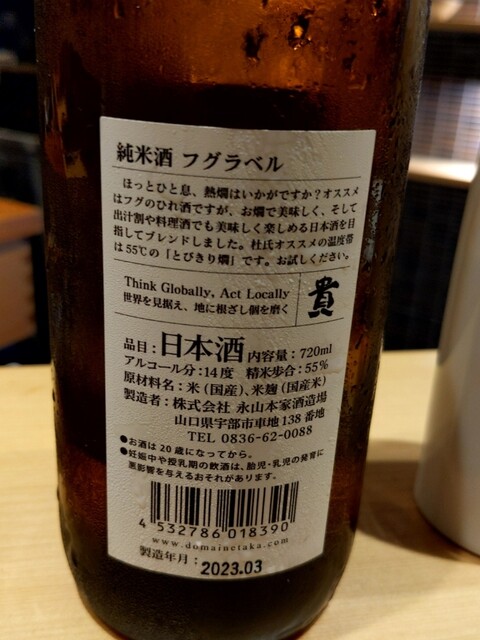 純米酒 フグラベル
ほっとひと息、熱燗はいかがですか?オススメ
はフグのひれ酒ですが、お燗で美味しく、そして
出汁割や料理酒でも美味しく楽しめる日本酒を目
指してブレンドしました。杜氏オススメの温度帯
は55℃の「とびきり燗」です。お試しください。
Think Globally, Act Locally
世界を見据え、地に根ざし個を磨く
貴
品目:日本酒 内容量:720ml
アルコール分:14度 精米歩合:55%
原材料名:米(国産)、米麹(国産米)
製造者:株式会社 永山本家酒造場
山口県宇部市車地138番地
TEL 0836-62-0088
●お酒は20歳になってから。
●妊娠中や授乳期の飲酒は、胎児・乳児の発育に
悪影響を与えるおそれがあります。
4 532786 018390
www.domainetaka.com
製造年月:2023.03